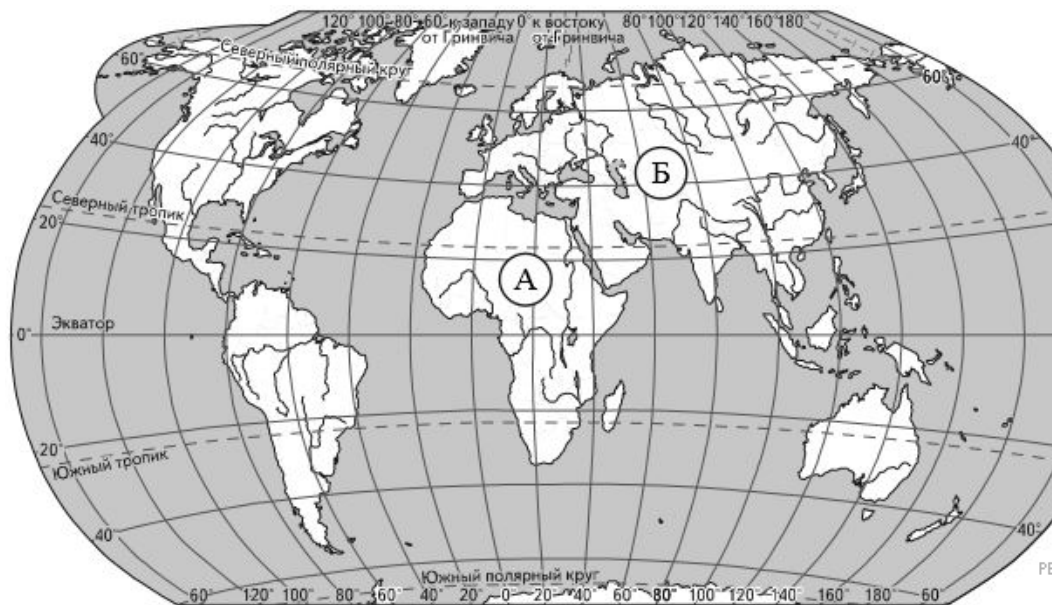 120° 100° 80° 60° к западу 0° к востоку 80° 100° 120° 140° 160° 180°
от Гринвича от Гринвича
Северный полярный круг
60° 60°
40° 40°
Б
Северный тропик
20° 20°
А
Экватор
0°
20°
Южный тропик
40° 40°
Южный полярный круг
60° 120° 100° 80° 60° 40° 20° 0° 20° 40° 60° 80° 100° 120° 140° 160° 180° 60°